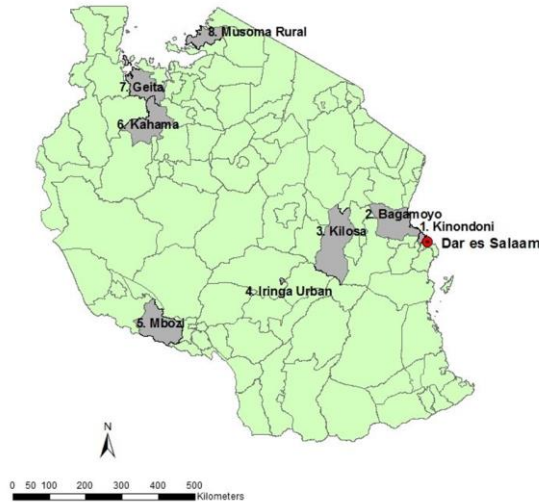 8. Musoma Rural
7. Geita
6. Kahama
2. Bagamoyo
1. Kinondoni
3. Kilosa
Dar es Salaam
4. Iringa Urban
5. Mbozi
N
0 50 100 200 300 400 500
Kilometers